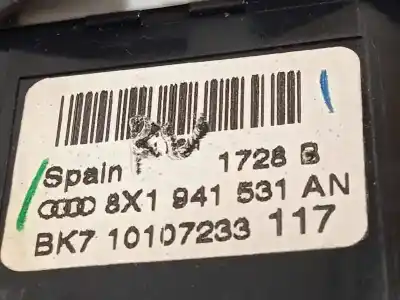 Spain 1728 B
8X1 941 531 AN
BK7 10107233 117